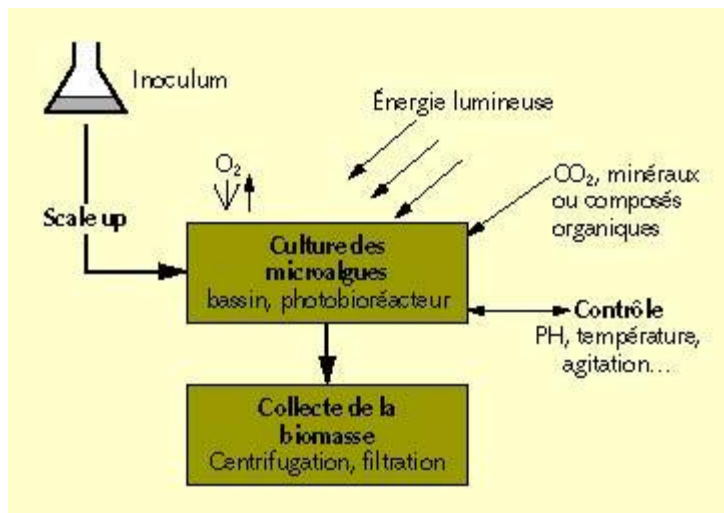 Inoculum
Énergie lumineuse
O₂
CO₂, minéraux
ou composés
organiques
Scale up
Culture des
microalgues
bassin, photobioréacteur
Contrôle
PH, température,
agitation...
Collecte de la
biomasse
Centrifugation, filtration